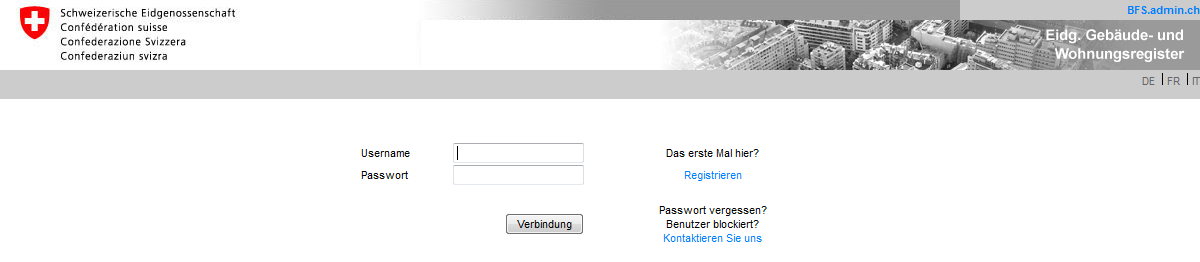 Schweizerische Eidgenossenschaft
Confédération suisse
Confederazione Svizzera
Confederaziun svizra
BFS.admin.ch
Eidg. Gebäude- und
Wohnungsregister
DE | FR | IT
Username
Das erste Mal hier?
Passwort
Registrieren
Passwort vergessen?
Verbindung
Benutzer blockiert?
Kontaktieren Sie uns